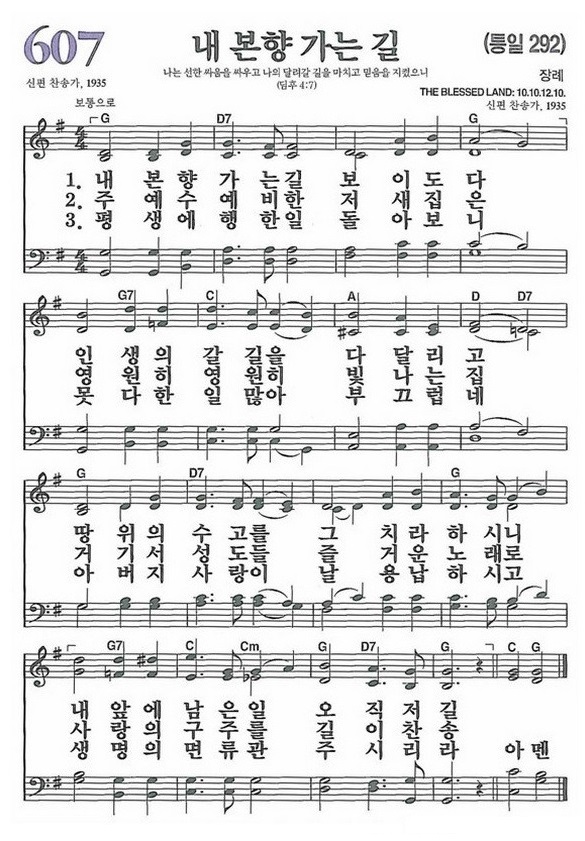 607
내 본향 가는 길
(통일 292)
신편 찬송가, 1935
나는 선한 싸움을 싸우고 나의 달려갈 길을 마치고 믿음을 지켰으니
(딤후 4:7)
장례
THE BLESSED LAND: 10.10.12.10.
신편 찬송가, 1935
보통으로
G D7 G
1. 내 본 향 가 는길 보 이도 다
2. 주 예수 예 비한 저 새집 은
3. 평 생에 행 한일 돌 아보 니
G7 C A D D7
인 생 의 갈 길을 다 달 리 고
영 원 히 영 원히 빛 나 는 집
못 다 한 일 많아 부 끄 럽 네
G D7 G
땅 위 의 수 고를 그 치 라 하 시니
거 기 서 성 도들 즐 거 운 노 래로
아 버 지 사 랑이 날 용 납 하 시고
G7 C Cm G D7 G C G
내 앞 에 남 은일 오 직 저 길
사 랑 의 구 주를 길 이 찬 송
생 명 의 면 류관 주 시 리 라 아 멘